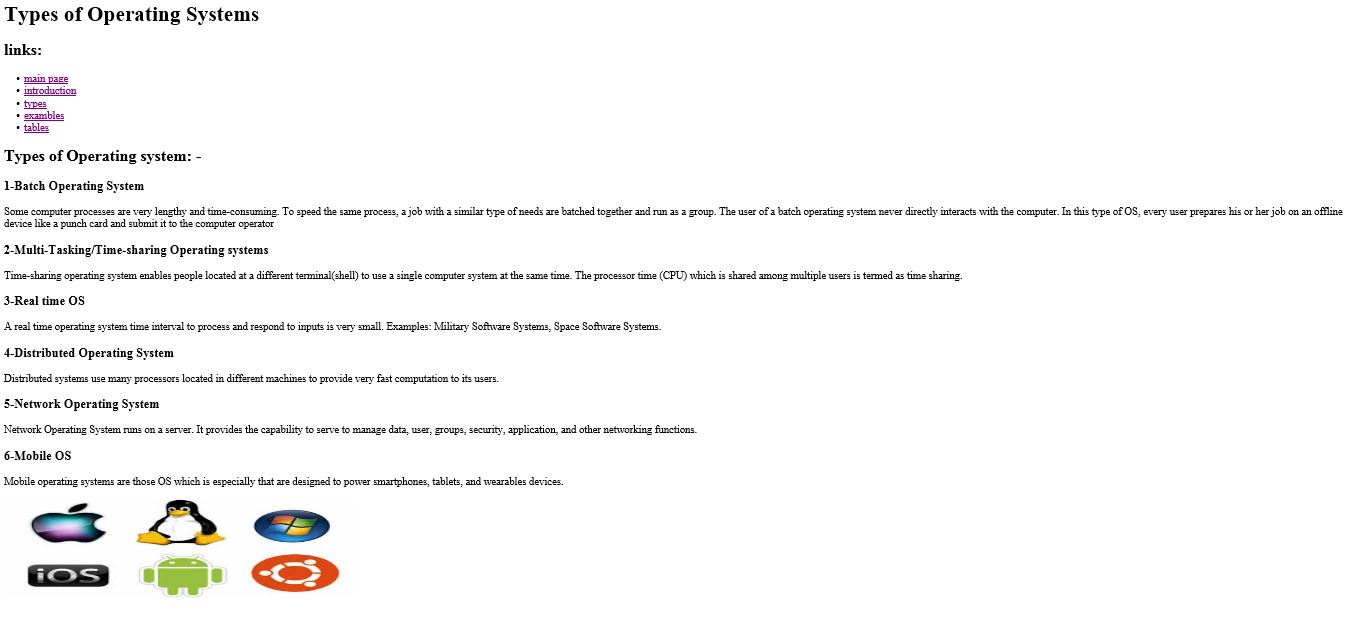 Types of Operating Systems
links:
• main page
• introduction
• types
• exambles
• tables
Types of Operating system: -
1-Batch Operating System
Some computer processes are very lengthy and time-consuming. To speed the same process, a job with a similar type of needs are batched together and run as a group. The user of a batch operating system never directly interacts with the computer. In this type of OS, every user prepares his or her job on an offline
device like a punch card and submit it to the computer operator
2-Multi-Tasking/Time-sharing Operating systems
Time-sharing operating system enables people located at a different terminal(shell) to use a single computer system at the same time. The processor time (CPU) which is shared among multiple users is termed as time sharing.
3-Real time OS
A real time operating system time interval to process and respond to inputs is very small. Examples: Military Software Systems, Space Software Systems.
4-Distributed Operating System
Distributed systems use many processors located in different machines to provide very fast computation to its users.
5-Network Operating System
Network Operating System runs on a server. It provides the capability to serve to manage data, user, groups, security, application, and other networking functions.
6-Mobile OS
Mobile operating systems are those OS which is especially that are designed to power smartphones, tablets, and wearables devices.
iOS